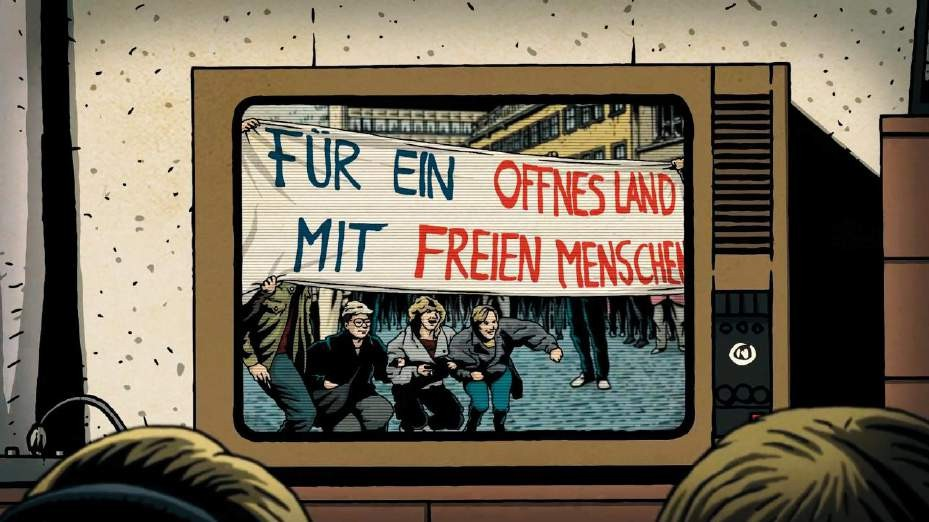 FÜR EIN OFFNES LAND
MIT FREIEN MENSCHEN